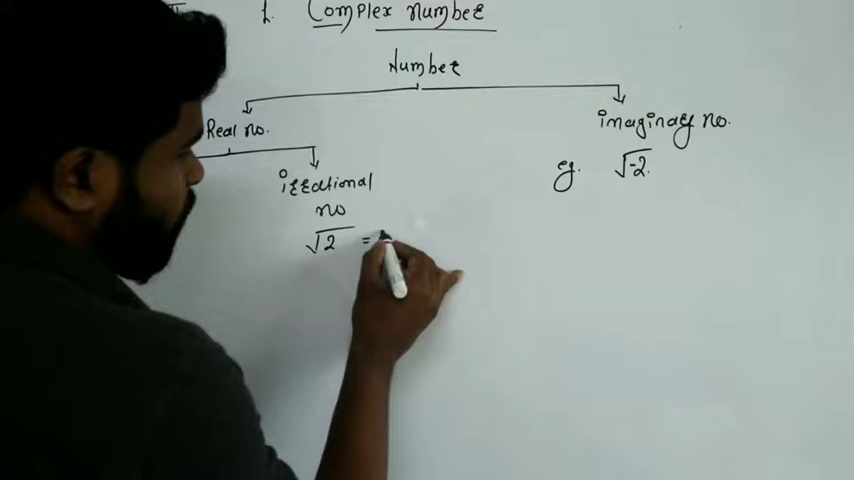 1. Complex Number
Number
Real no.
imaginary no.
irrational
no
eg. √-2.
√2 =